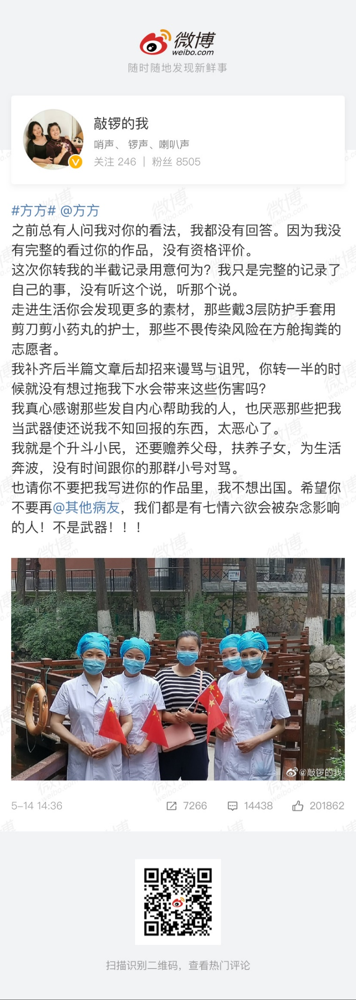 微博
weibo.com
随时随地发现新鲜事
敲锣的我
哨声、 锣声、喇叭声
关注 246 | 粉丝 8505
#方方# @方方
之前总有人问我对你的看法，我都没有回答。因为我没
有完整的看过你的作品，没有资格评价。
这次你转我的半截记录用意何为？我只是完整的记录了
自己的事，没有听这个说，听那个说。
走进生活你会发现更多的素材，那些戴3层防护手套用
剪刀剪小药丸的护士，那些不畏传染风险在方舱掏粪的
志愿者。
我补齐后半篇文章后却招来谩骂与诅咒，你转一半的时
候就没有想过拖我下水会带来这些伤害吗？
我真心感谢那些发自内心帮助我的人，也厌恶那些把我
当武器使还说我不知回报的东西，太恶心了。
我就是个升斗小民，还要赡养父母，扶养子女，为生活
奔波，没有时间跟你的那群小号对骂。
也请你不要把我写进你的作品里，我不想出国。希望你
不要再@其他病友，我们都是有七情六欲会被杂念影响
的人！不是武器！！！
@敲锣的我
5-14 14:36 7266 14438 201862
扫描识别二维码，查看热门评论